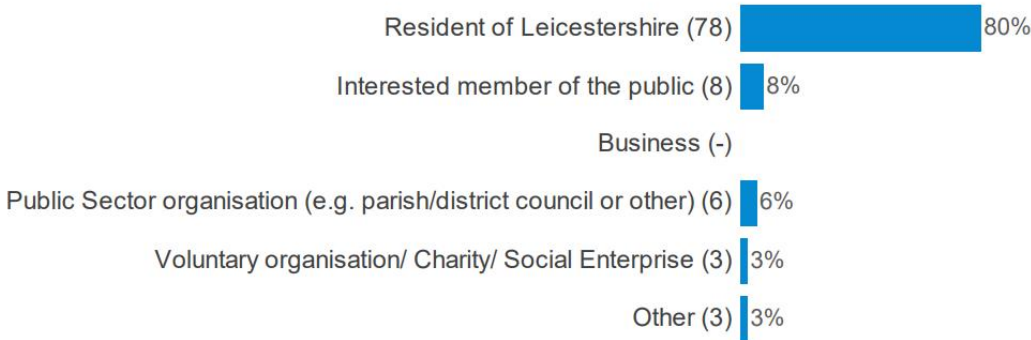 Resident of Leicestershire (78) 80%
Interested member of the public (8) 8%
Business (-)
Public Sector organisation (e.g. parish/district council or other) (6) 6%
Voluntary organisation/ Charity/ Social Enterprise (3) 3%
Other (3) 3%